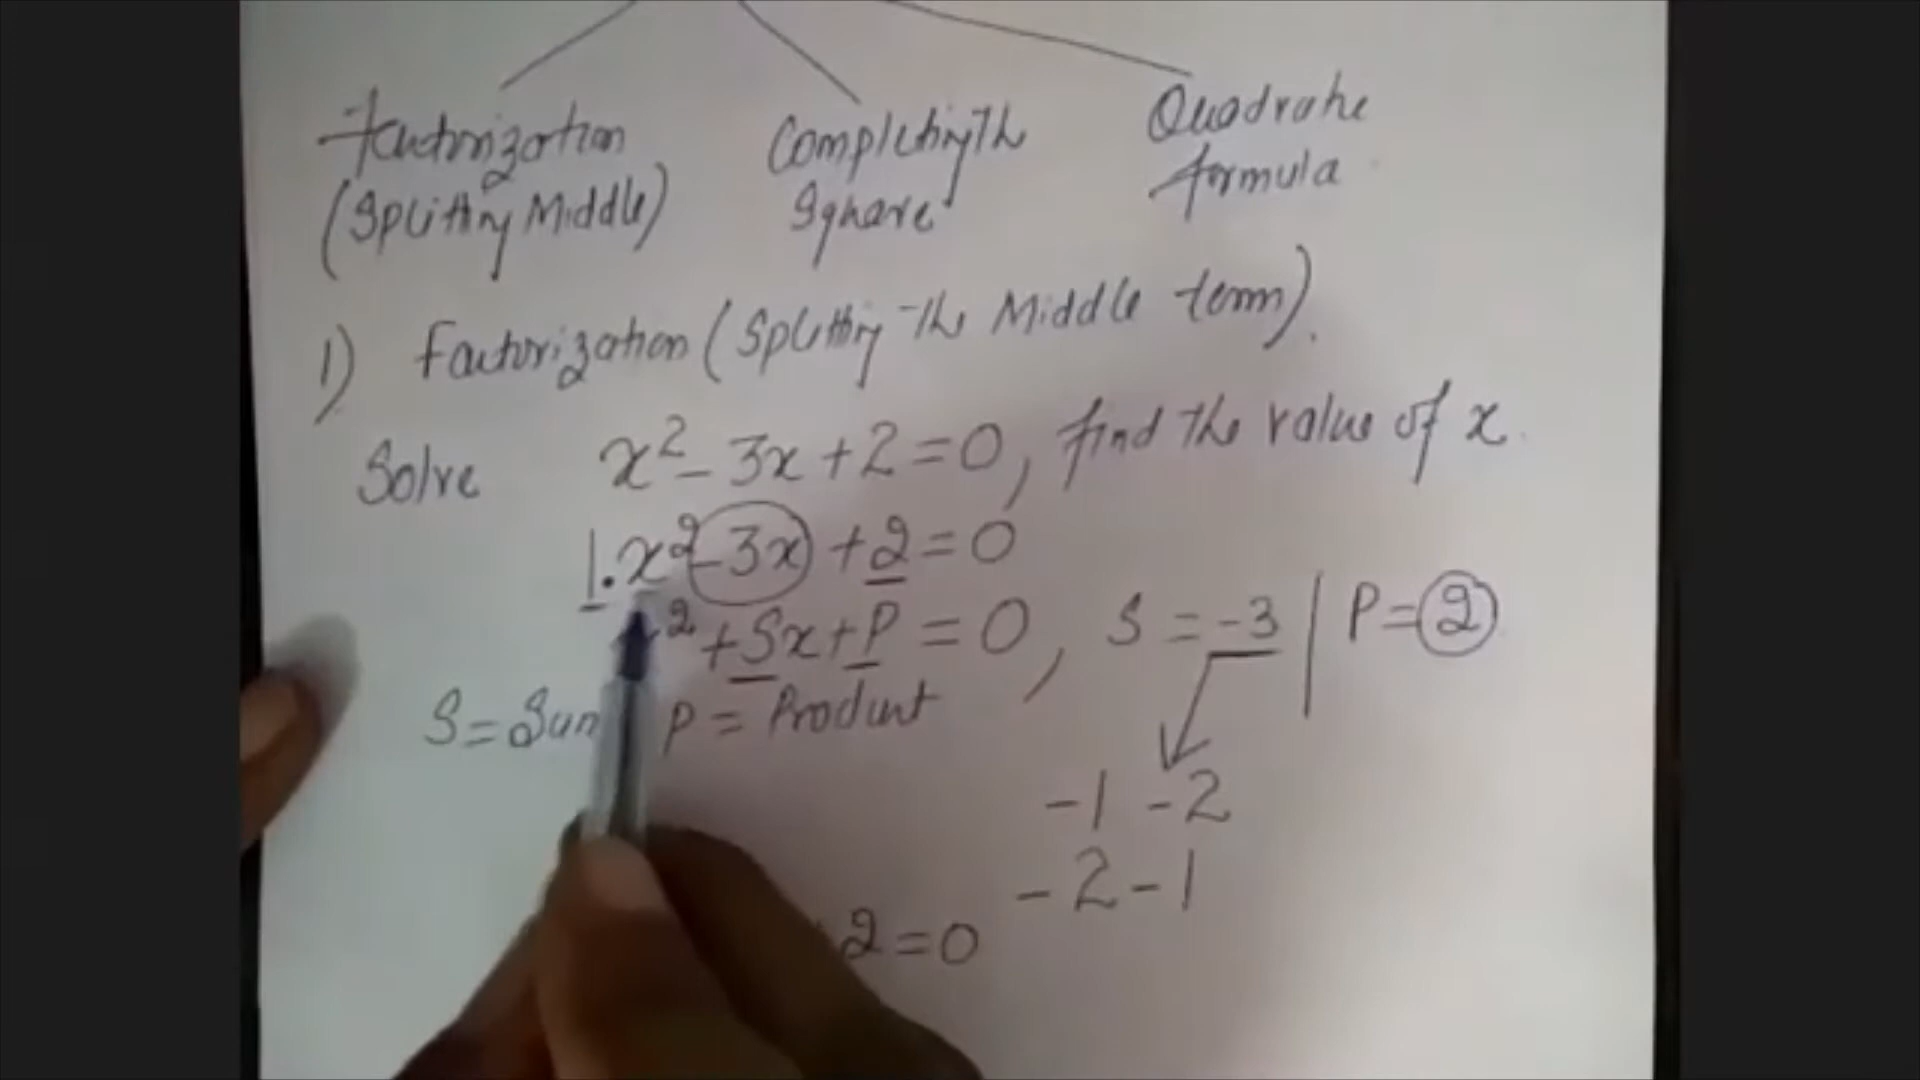 Factorization
(Splitting Middle)
Completing The
Square
Quadratic
formula
1) Factorization (Splitting The Middle term).
Solve x² - 3x + 2 = 0, find the value of x.
1.x² - 3x + 2 = 0
² + Sx + P = 0, S = -3 | P = 2
S = Sum P = Product
-1 -2
-2 -1
2 = 0